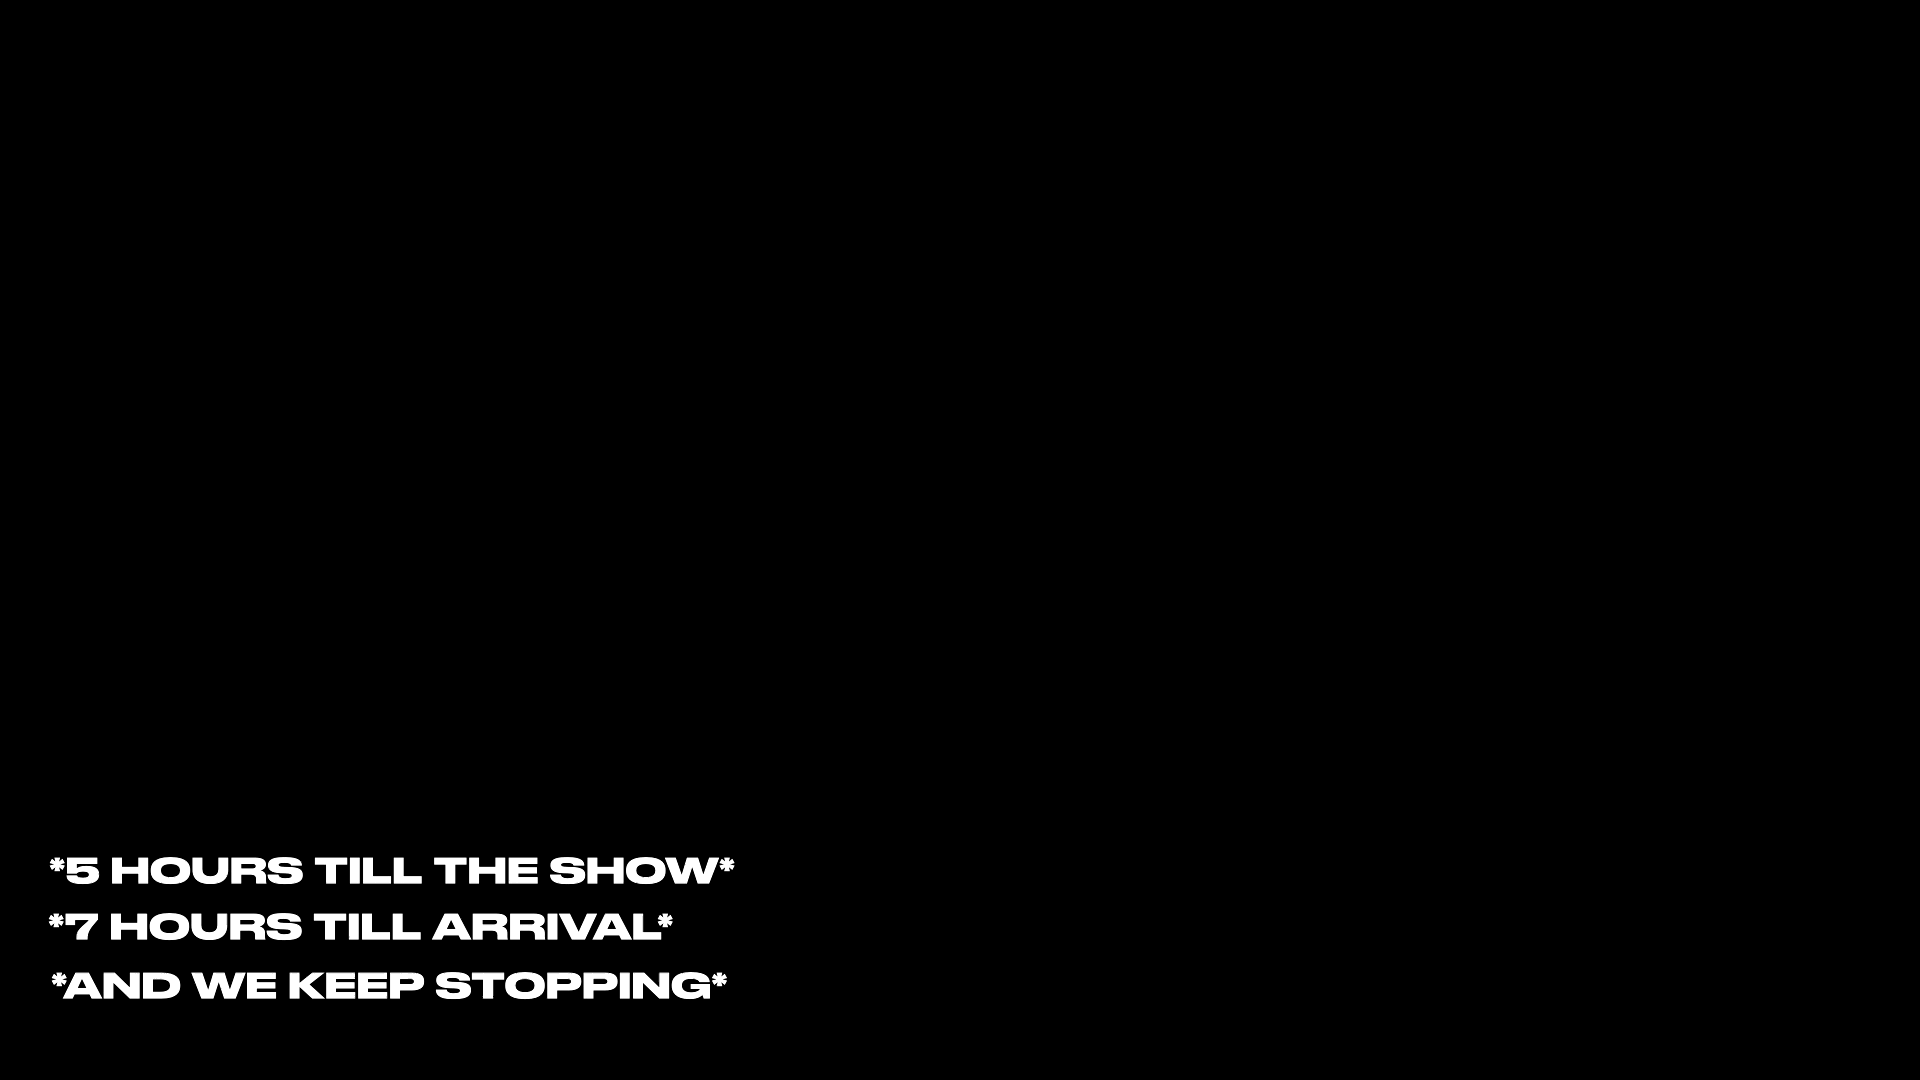 *5 HOURS TILL THE SHOW*
*7 HOURS TILL ARRIVAL*
*AND WE KEEP STOPPING*